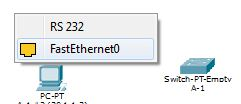 RS 232
FastEthernet0
PC-PT
Switch-PT-Empty
A-1